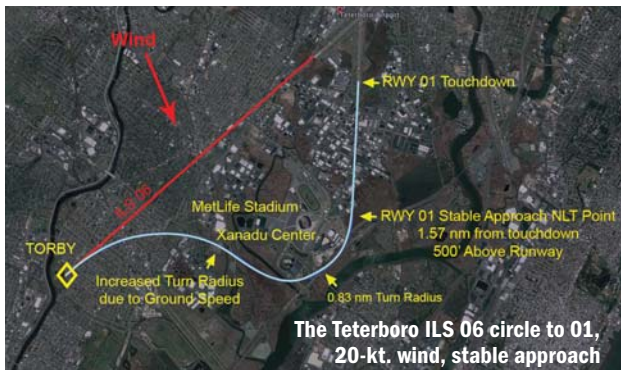 Teterboro Airport
Wind
RWY 01 Touchdown
ILS 06
MetLife Stadium
Xanadu Center
RWY 01 Stable Approach NLT Point
1.57 nm from touchdown
500' Above Runway
TORBY
Increased Turn Radius
due to Ground Speed
0.83 nm Turn Radius
The Teterboro ILS 06 circle to 01,
20-kt. wind, stable approach